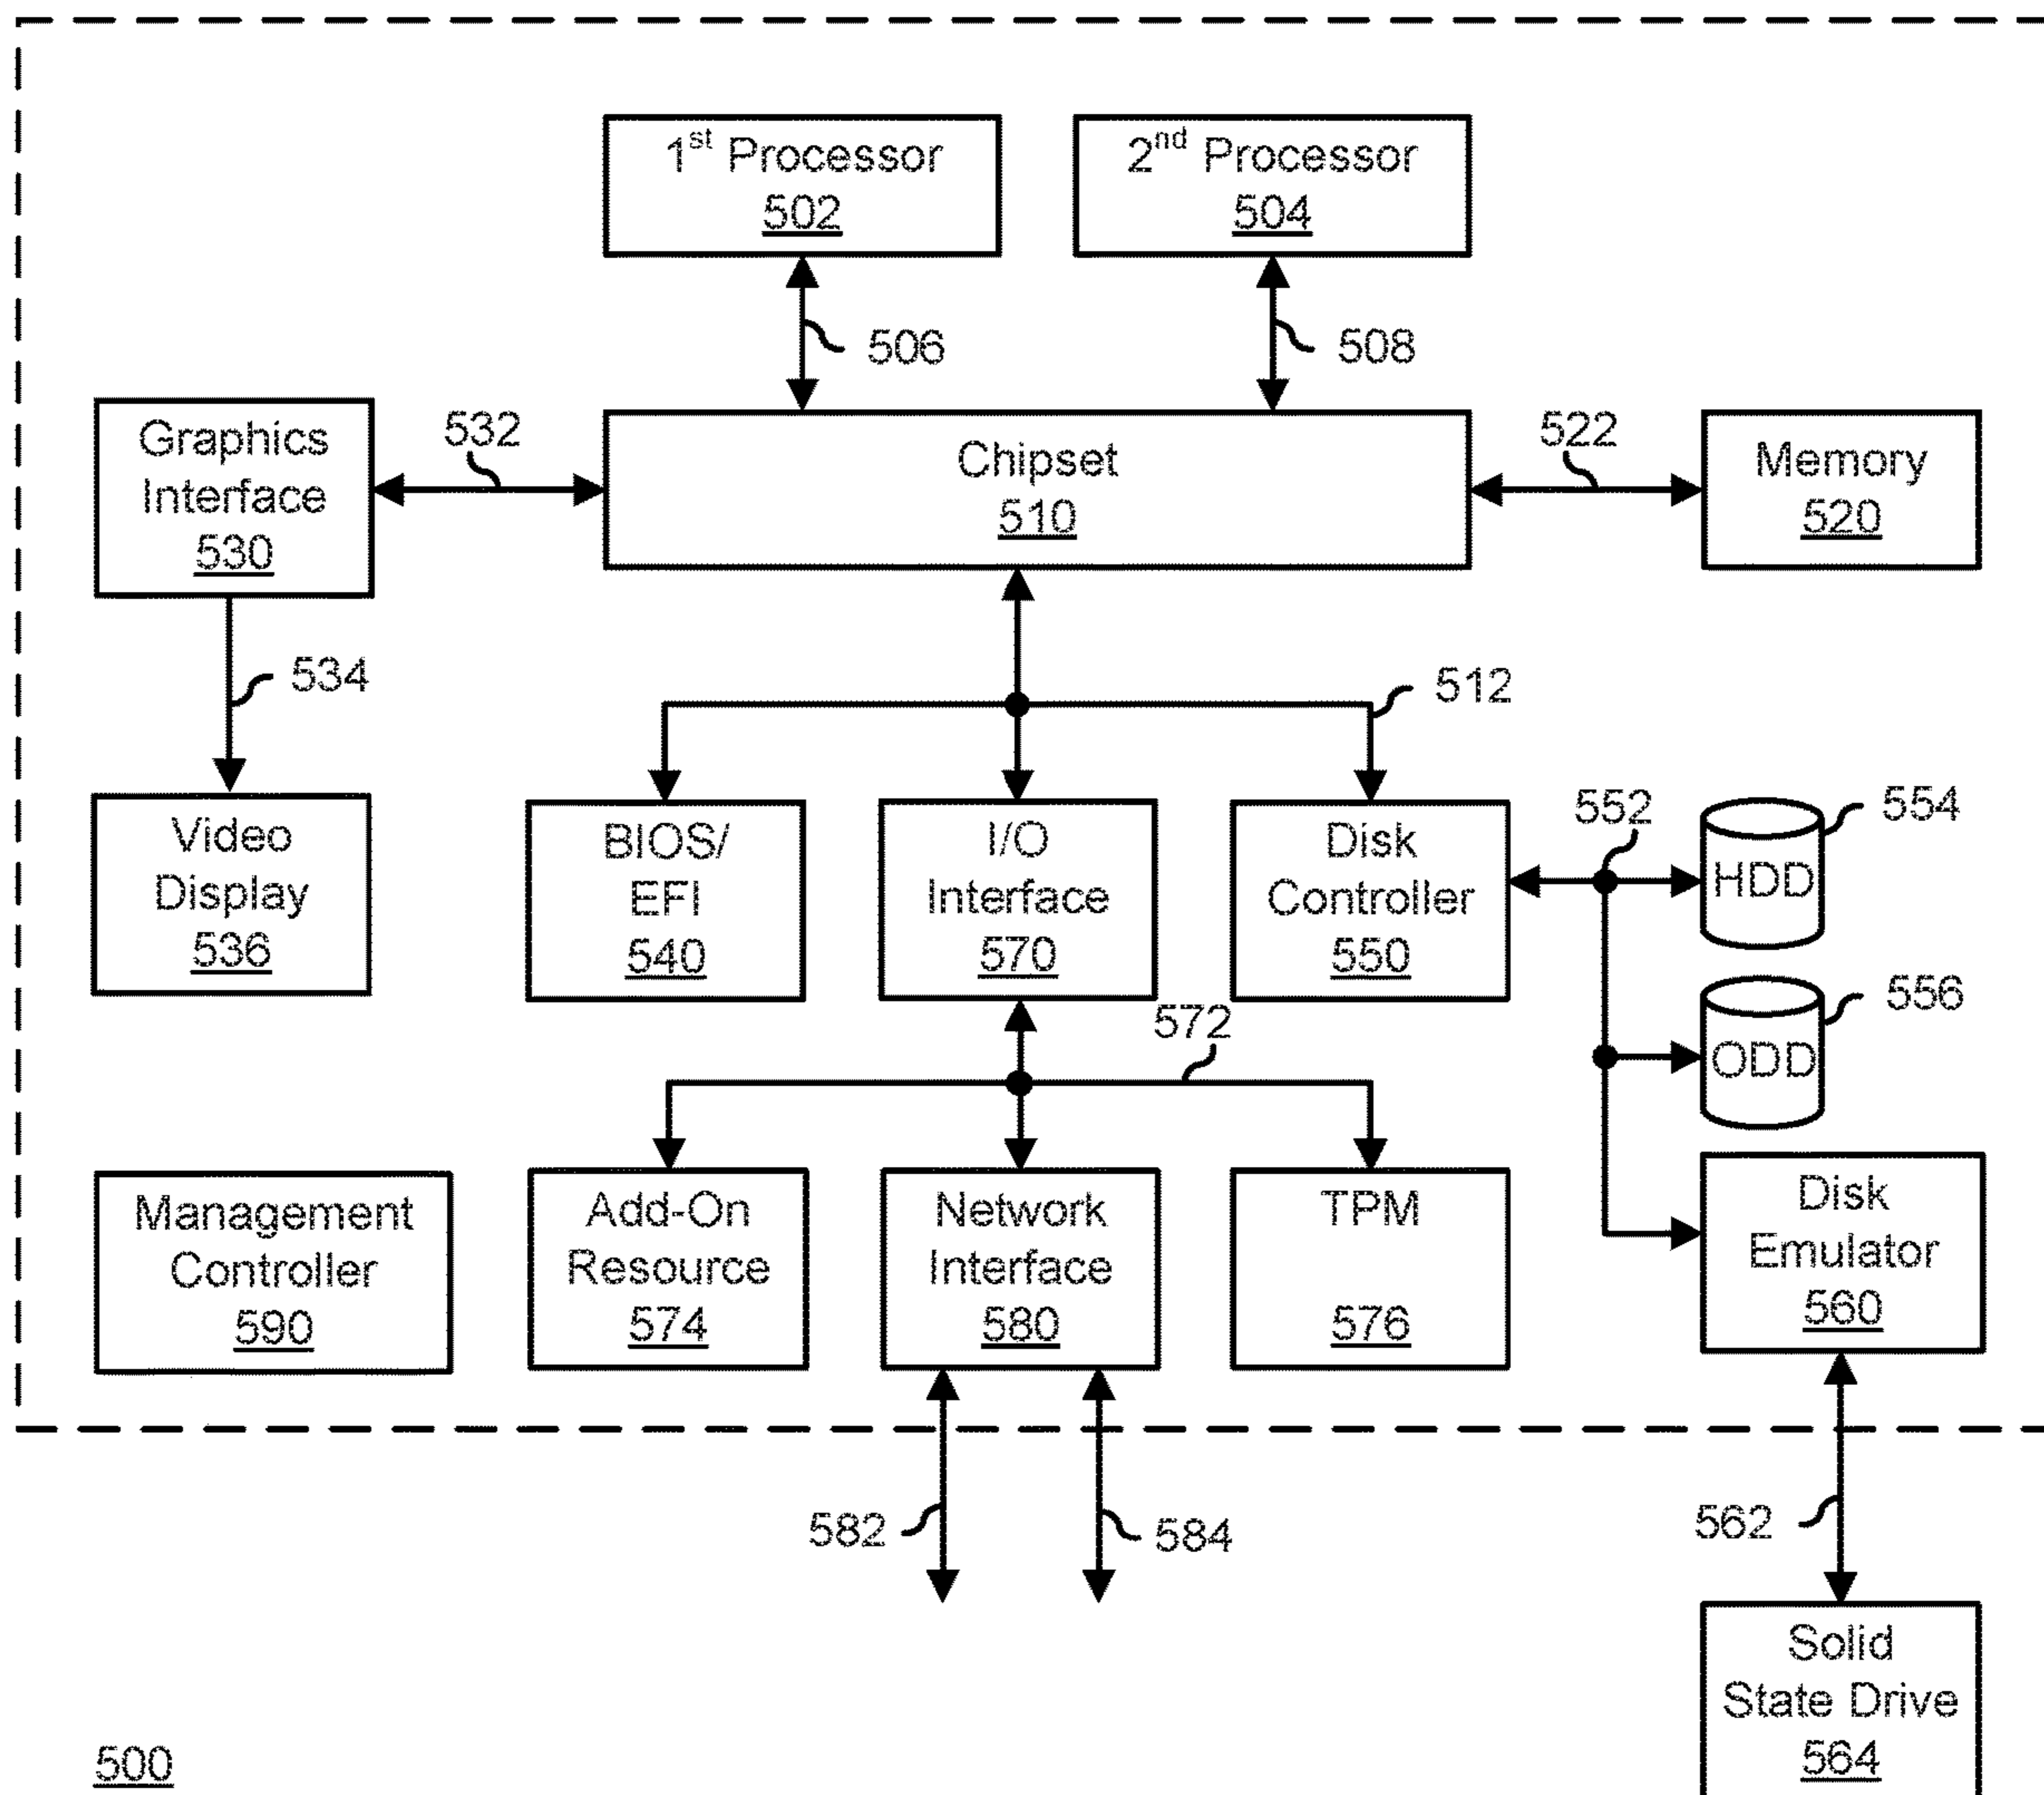 1st Processor
502
2nd Processor
504
506
508
Graphics
Interface
530
532
Chipset
510
522
Memory
520
534
512
Video
Display
536
BIOS/
EFI
540
I/O
Interface
570
Disk
Controller
550
552
HDD
554
ODD
556
572
Management
Controller
590
Add-On
Resource
574
Network
Interface
580
TPM
576
Disk
Emulator
560
582
584
562
Solid
State Drive
564
500